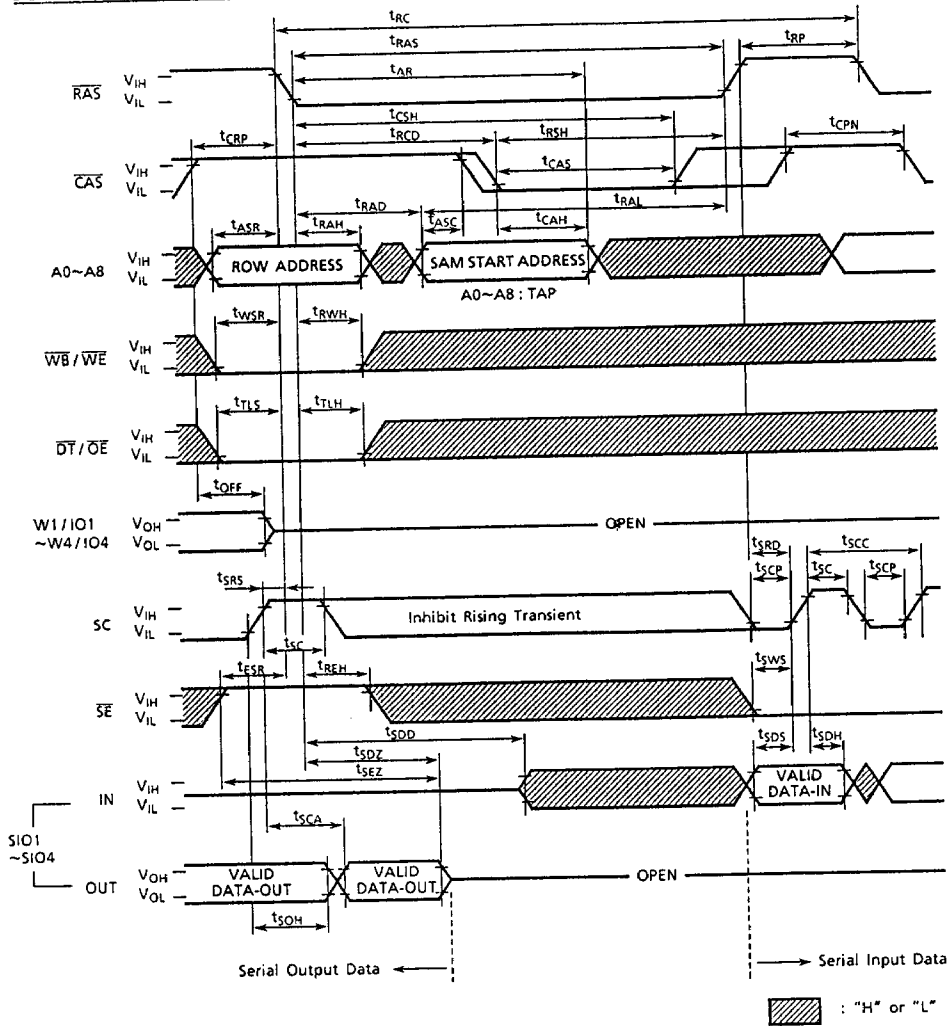 tRC
tRAS
tRP
tAR
RAS
VIH
VIL
tCSH
tCRP
tRCD
tRSH
tCPN
CAS
VIH
VIL
tCAS
tRAD
tRAL
tASR
tRAH
tASC
tCAH
A0~A8
VIH
VIL
ROW ADDRESS
SAM START ADDRESS
A0~A8 : TAP
tWSR
tRWH
WB/WE
VIH
VIL
tTLS
tTLH
DT/OE
VIH
VIL
tOFF
W1/IO1
~W4/IO4
VOH
VOL
OPEN
tSRD
tSCC
tSRS
tSCP
tSC
tSCP
SC
VIH
VIL
Inhibit Rising Transient
tSC
tESR
tREH
tSWS
SE
VIH
VIL
tSDD
tSDS
tSDH
tSDZ
tSEZ
IN
VIH
VIL
VALID
DATA-IN
SIO1
~SIO4
tSCA
OUT
VOH
VOL
VALID
DATA-OUT
VALID
DATA-OUT
OPEN
tSOH
Serial Output Data
Serial Input Data
: "H" or "L"